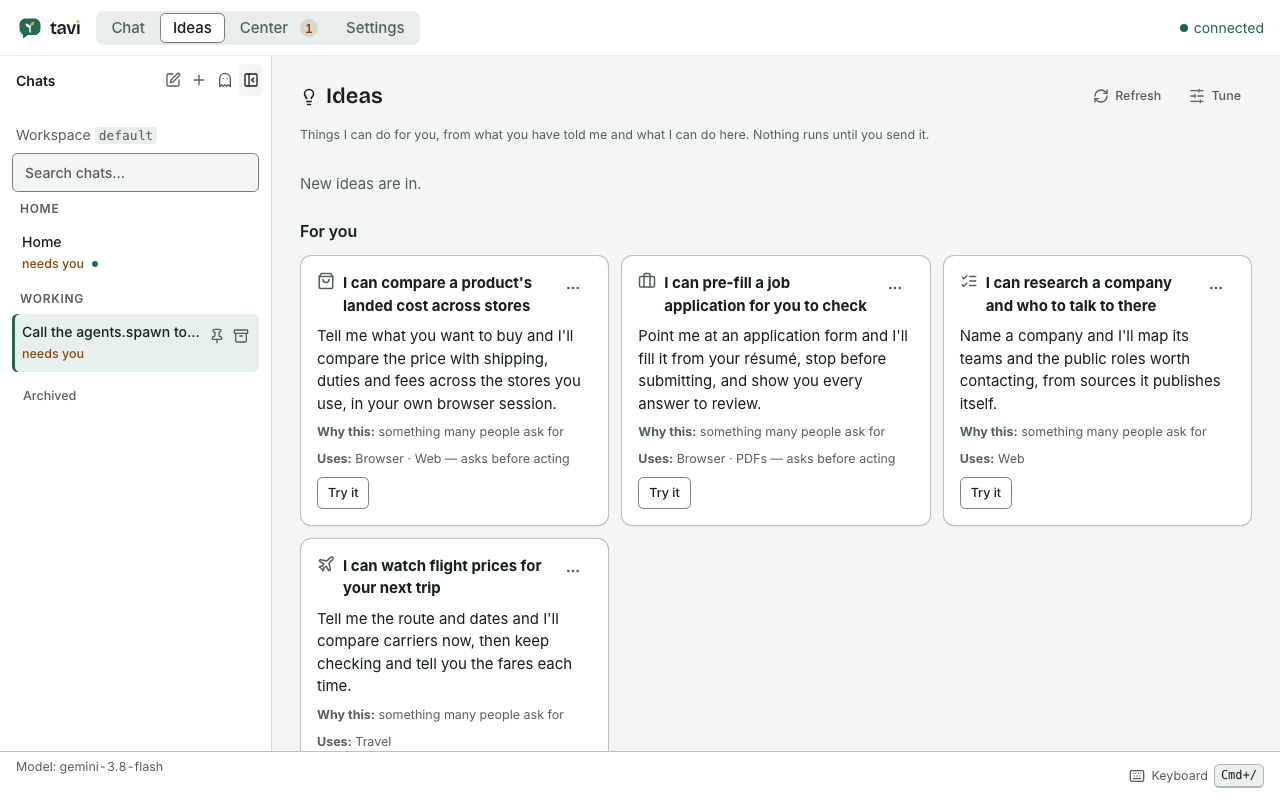 tavi
Chat
Ideas
Center 1
Settings
connected
Chats
Workspace default
Search chats...
HOME
Home
needs you
WORKING
Call the agents.spawn to...
needs you
Archived
Ideas
Refresh
Tune
Things I can do for you, from what you have told me and what I can do here. Nothing runs until you send it.
New ideas are in.
For you
I can compare a product's
landed cost across stores
Tell me what you want to buy and I'll
compare the price with shipping,
duties and fees across the stores you
use, in your own browser session.
Why this: something many people ask for
Uses: Browser · Web — asks before acting
Try it
I can pre-fill a job
application for you to check
Point me at an application form and I'll
fill it from your résumé, stop before
submitting, and show you every
answer to review.
Why this: something many people ask for
Uses: Browser · PDFs — asks before acting
Try it
I can research a company
and who to talk to there
Name a company and I'll map its
teams and the public roles worth
contacting, from sources it publishes
itself.
Why this: something many people ask for
Uses: Web
Try it
I can watch flight prices for
your next trip
Tell me the route and dates and I'll
compare carriers now, then keep
checking and tell you the fares each
time.
Why this: something many people ask for
Uses: Travel
Model: gemini-3.8-flash
Keyboard Cmd+/